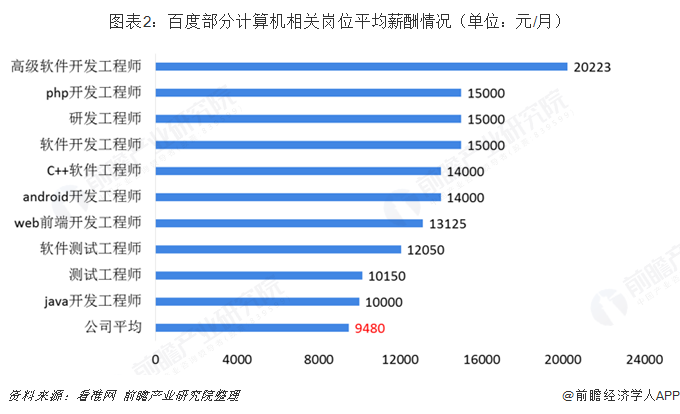 图表2：百度部分计算机相关岗位平均薪酬情况（单位：元/月）
高级软件开发工程师 20223
php开发工程师 15000
研发工程师 15000
软件开发工程师 15000
C++软件工程师 14000
android开发工程师 14000
web前端开发工程师 13125
软件测试工程师 12050
测试工程师 10150
java开发工程师 10000
公司平均 9480
0 4000 8000 12000 16000 20000 24000
前瞻产业研究院
资料来源：看准网 前瞻产业研究院整理
@前瞻经济学人APP